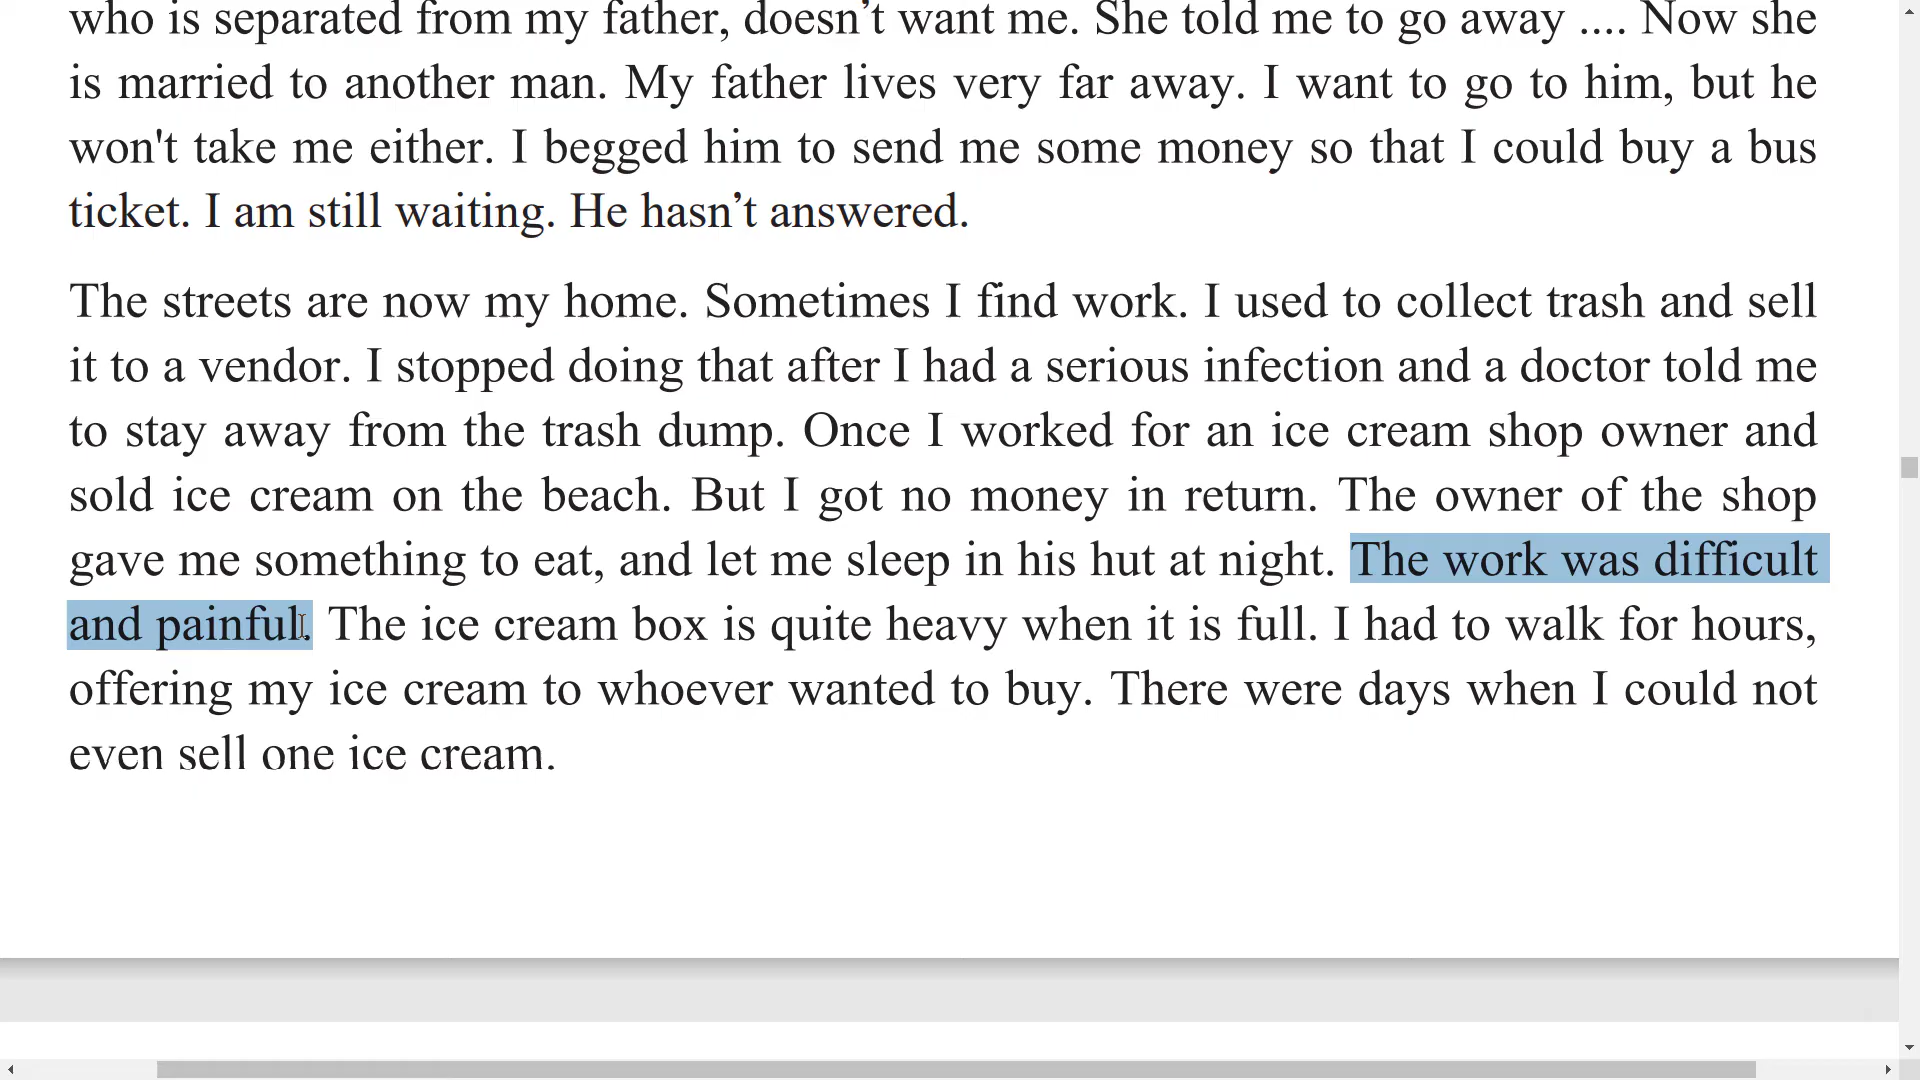 who is separated from my father, doesn’t want me. She told me to go away .... Now she
is married to another man. My father lives very far away. I want to go to him, but he
won't take me either. I begged him to send me some money so that I could buy a bus
ticket. I am still waiting. He hasn’t answered.
The streets are now my home. Sometimes I find work. I used to collect trash and sell
it to a vendor. I stopped doing that after I had a serious infection and a doctor told me
to stay away from the trash dump. Once I worked for an ice cream shop owner and
sold ice cream on the beach. But I got no money in return. The owner of the shop
gave me something to eat, and let me sleep in his hut at night. The work was difficult
and painful. The ice cream box is quite heavy when it is full. I had to walk for hours,
offering my ice cream to whoever wanted to buy. There were days when I could not
even sell one ice cream.